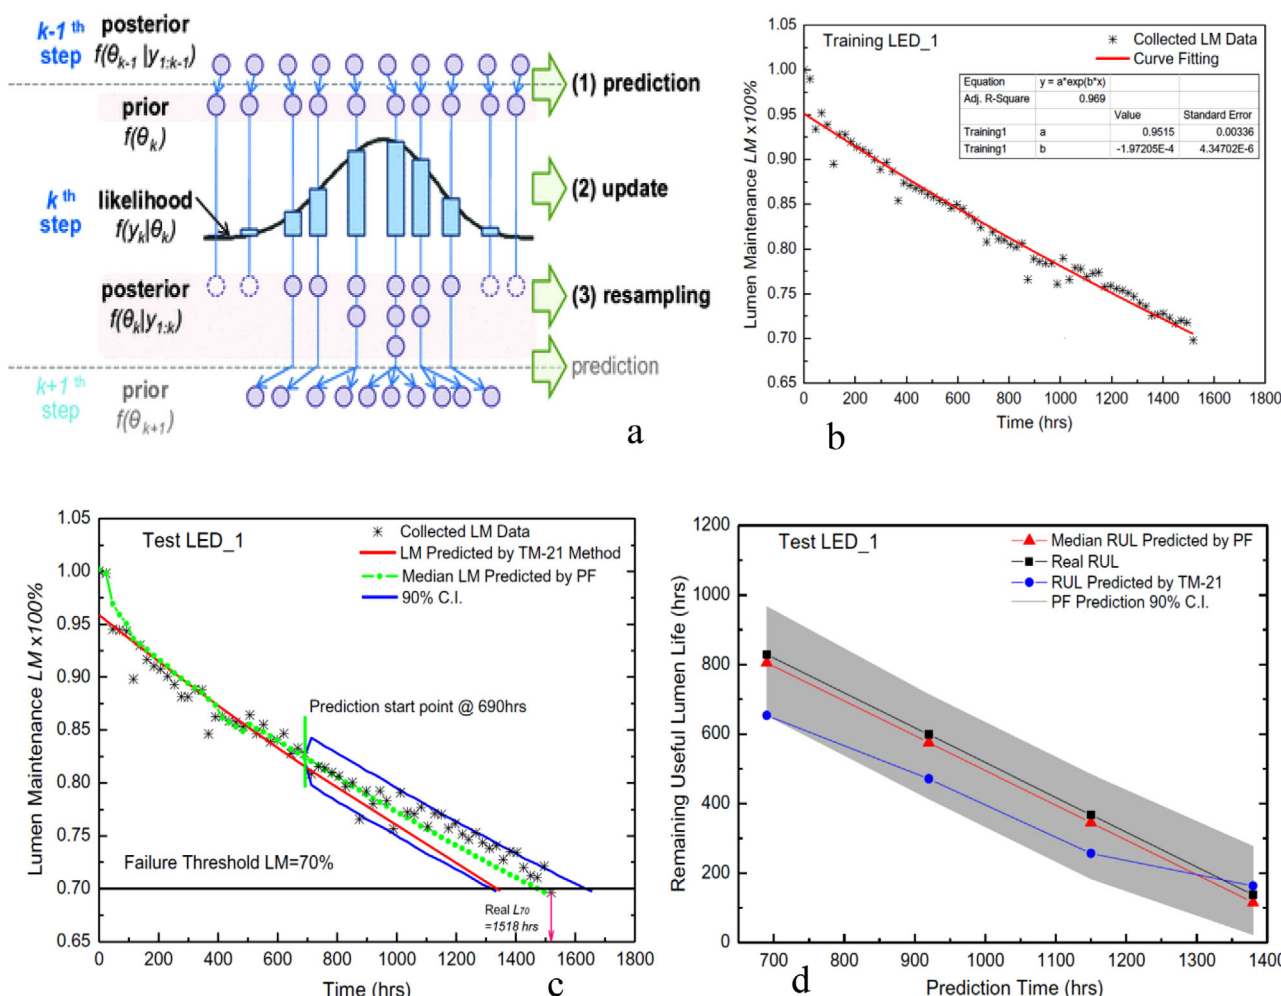 k-1 th
step
posterior
f(θk-1 |y1:k-1)
(1) prediction
prior
f(θk)
k th
step
likelihood
f(yk|θk)
(2) update
posterior
f(θk|y1:k)
(3) resampling
prediction
k+1 th
step
prior
f(θk+1)
a
1.05
1.00
0.95
0.90
0.85
0.80
0.75
0.70
0.65
Lumen Maintenance LM x100%
Training LED_1
Collected LM Data
Curve Fitting
Equation y = a*exp(b*x)
Adj. R-Square 0.969
Value Standard Error
Training1 a 0.9515 0.00336
Training1 b -1.97205E-4 4.34702E-6
0 200 400 600 800 1000 1200 1400 1600 1800
Time (hrs)
b
1.05
1.00
0.95
0.90
0.85
0.80
0.75
0.70
0.65
Lumen Maintenance LM x100%
Test LED_1
Collected LM Data
LM Predicted by TM-21 Method
Median LM Predicted by PF
90% C.I.
Prediction start point @ 690hrs
Failure Threshold LM=70%
Real L70
=1518 hrs
0 200 400 600 800 1000 1200 1400 1600 1800
Time (hrs)
c
1200
1000
800
600
400
200
0
Remaining Useful Lumen Life (hrs)
Test LED_1
Median RUL Predicted by PF
Real RUL
RUL Predicted by TM-21
PF Prediction 90% C.I.
700 800 900 1000 1100 1200 1300 1400
Prediction Time (hrs)
d